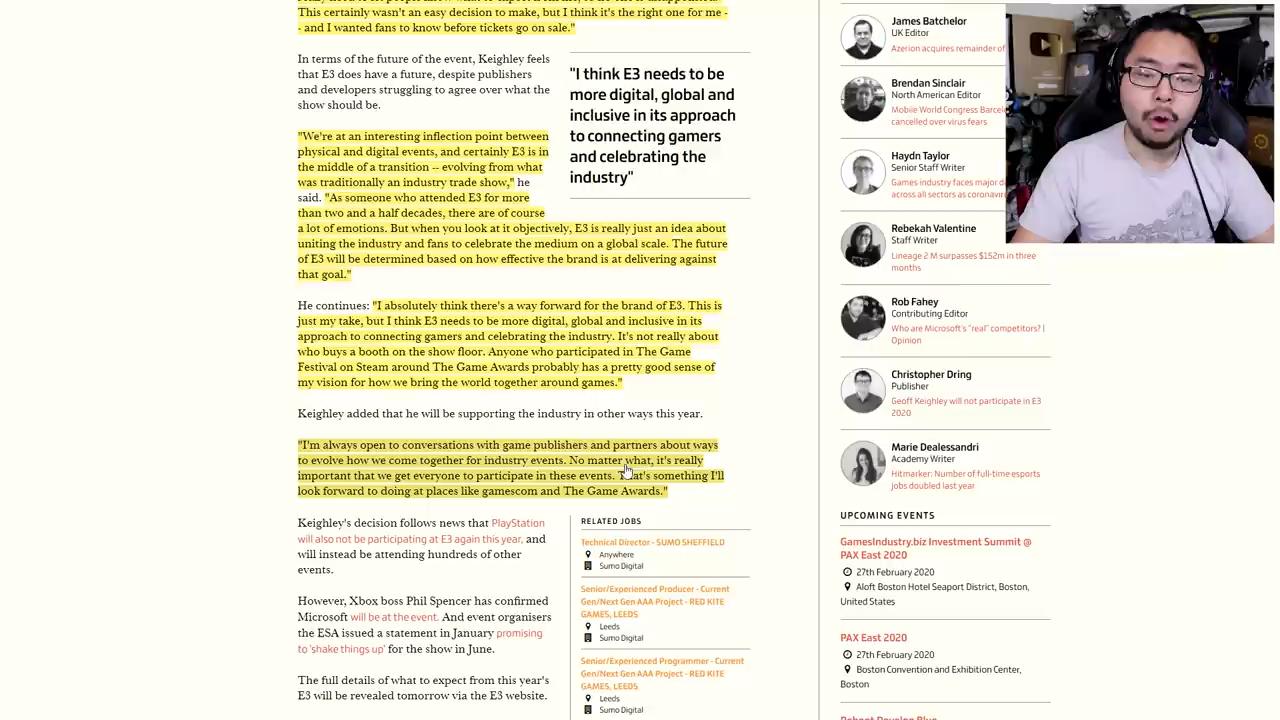 This certainly wasn't an easy decision to make, but I think it's the right one for me -
- and I wanted fans to know before tickets go on sale."
In terms of the future of the event, Keighley feels
that E3 does have a future, despite publishers
and developers struggling to agree over what the
show should be.
"I think E3 needs to be
more digital, global and
inclusive in its approach
to connecting gamers
and celebrating the
industry"
"We're at an interesting inflection point between
physical and digital events, and certainly E3 is in
the middle of a transition -- evolving from what
was traditionally an industry trade show," he
said. "As someone who attended E3 for more
than two and a half decades, there are of course
a lot of emotions. But when you look at it objectively, E3 is really just an idea about
uniting the industry and fans to celebrate the medium on a global scale. The future
of E3 will be determined based on how effective the brand is at delivering against
that goal."
He continues: "I absolutely think there's a way forward for the brand of E3. This is
just my take, but I think E3 needs to be more digital, global and inclusive in its
approach to connecting gamers and celebrating the industry. It's not really about
who buys a booth on the show floor. Anyone who participated in The Game
Festival on Steam around The Game Awards probably has a pretty good sense of
my vision for how we bring the world together around games."
Keighley added that he will be supporting the industry in other ways this year.
"I'm always open to conversations with game publishers and partners about ways
to evolve how we come together for industry events. No matter what, it's really
important that we get everyone to participate in these events. That's something I'll
look forward to doing at places like gamescom and The Game Awards."
Keighley's decision follows news that PlayStation
will also not be participating at E3 again this year, and
will instead be attending hundreds of other
events.
However, Xbox boss Phil Spencer has confirmed
Microsoft will be at the event. And event organisers
the ESA issued a statement in January promising
to 'shake things up' for the show in June.
The full details of what to expect from this year's
E3 will be revealed tomorrow via the E3 website.
RELATED JOBS
Technical Director - SUMO SHEFFIELD
Anywhere
Sumo Digital
Senior/Experienced Producer - Current
Gen/Next Gen AAA Project - RED KITE
GAMES, LEEDS
Leeds
Sumo Digital
Senior/Experienced Programmer - Current
Gen/Next Gen AAA Project - RED KITE
GAMES, LEEDS
Leeds
Sumo Digital
James Batchelor
UK Editor
Azerion acquires remainder of
Brendan Sinclair
North American Editor
Mobile World Congress
cancelled over virus fears
Haydn Taylor
Senior Staff Writer
Games industry faces major
across all sectors as
Rebekah Valentine
Staff Writer
Lineage 2 M surpasses $152m in three
months
Rob Fahey
Contributing Editor
Who are Microsoft's "real" competitors? |
Opinion
Christopher Dring
Publisher
Geoff Keighley will not participate in E3
2020
Marie Dealessandri
Academy Writer
Hitmarker: Number of full-time esports
jobs doubled last year
UPCOMING EVENTS
GamesIndustry.biz Investment Summit @
PAX East 2020
27th February 2020
Aloft Boston Hotel Seaport District, Boston,
United States
PAX East 2020
27th February 2020
Boston Convention and Exhibition Center,
Boston